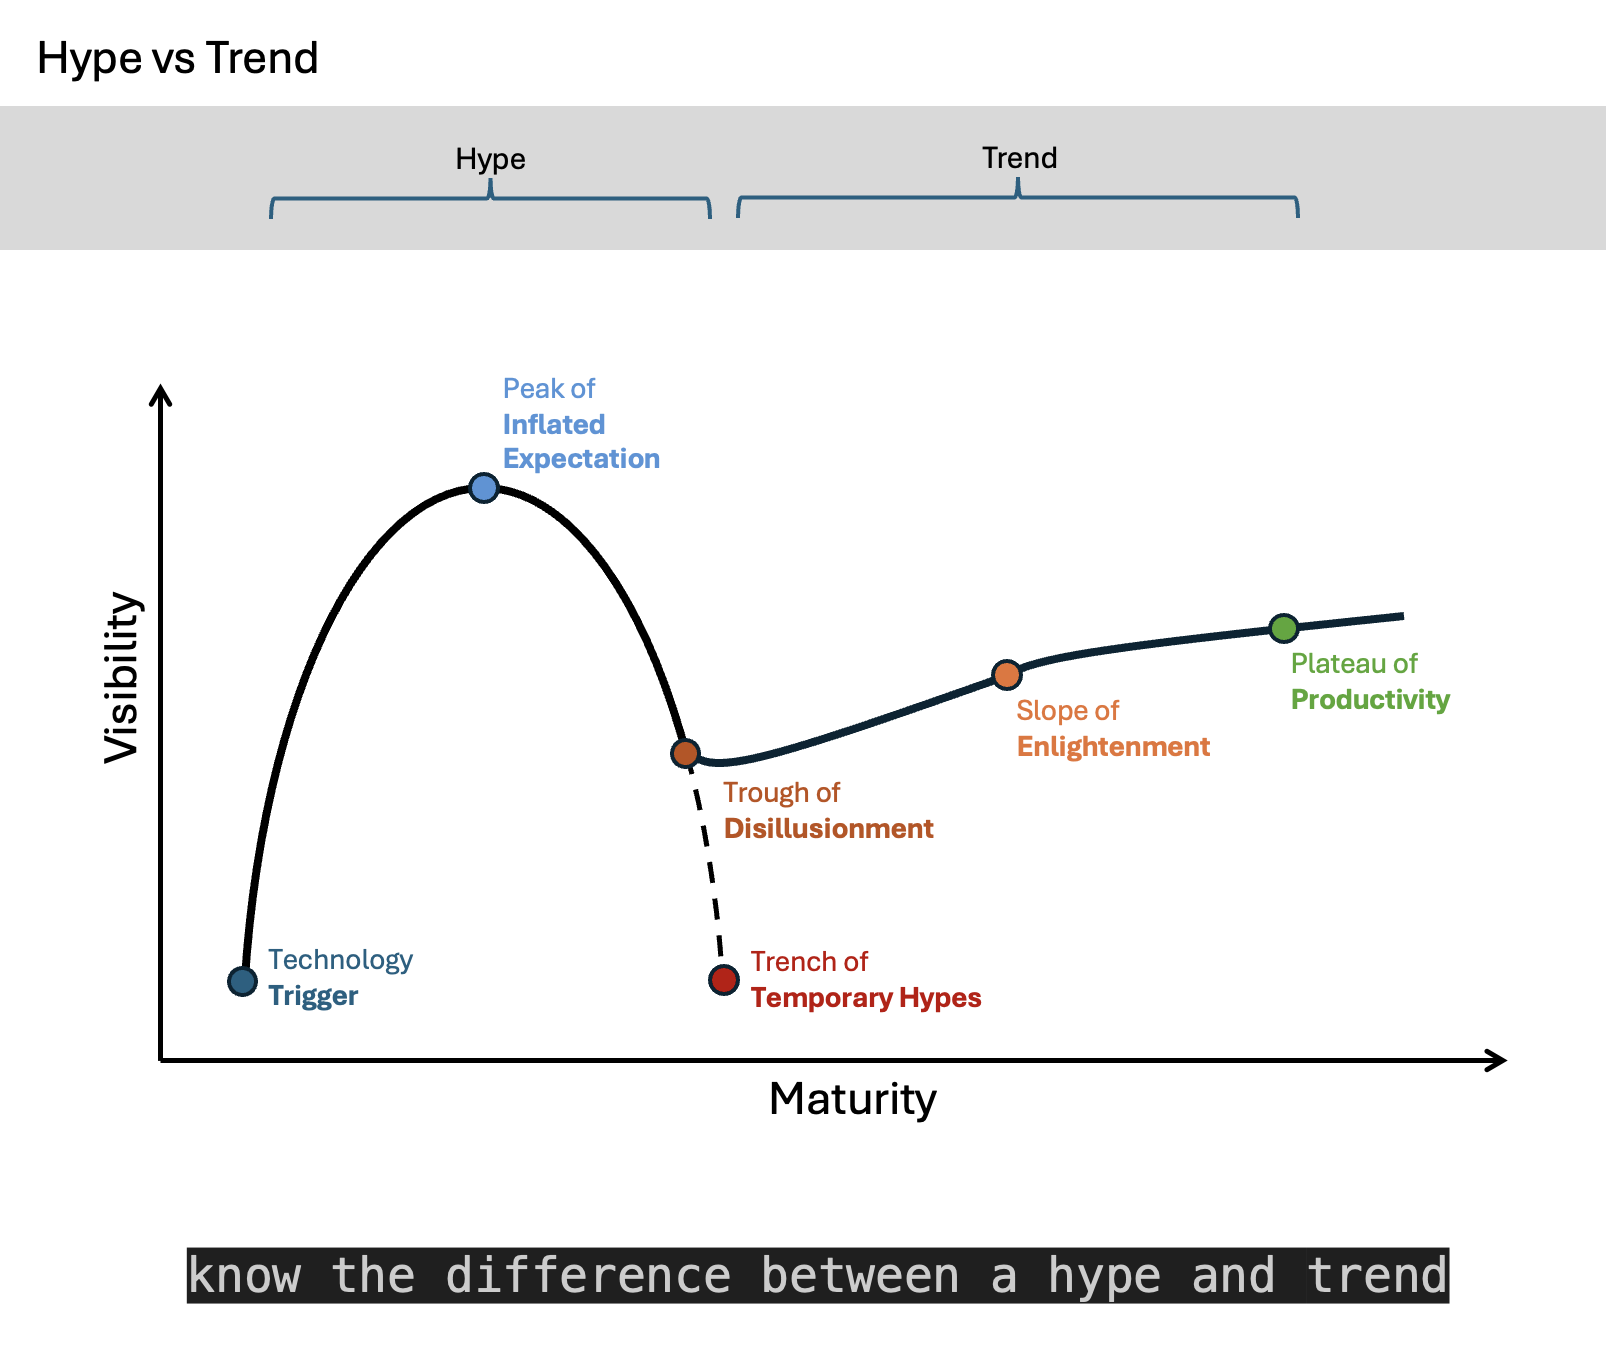 Hype vs Trend
Hype
Trend
Peak of
Inflated
Expectation
Visibility
Plateau of
Productivity
Slope of
Enlightenment
Trough of
Disillusionment
Technology
Trigger
Trench of
Temporary Hypes
Maturity
know the difference between a hype and trend